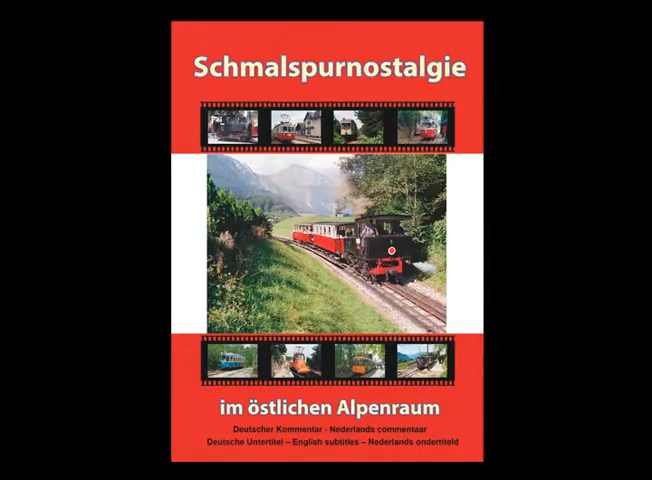 Schmalspurnostalgie
im östlichen Alpenraum
Deutscher Kommentar - Nederlands commentaar
Deutsche Untertitel – English subtitles – Nederlands ondertiteld